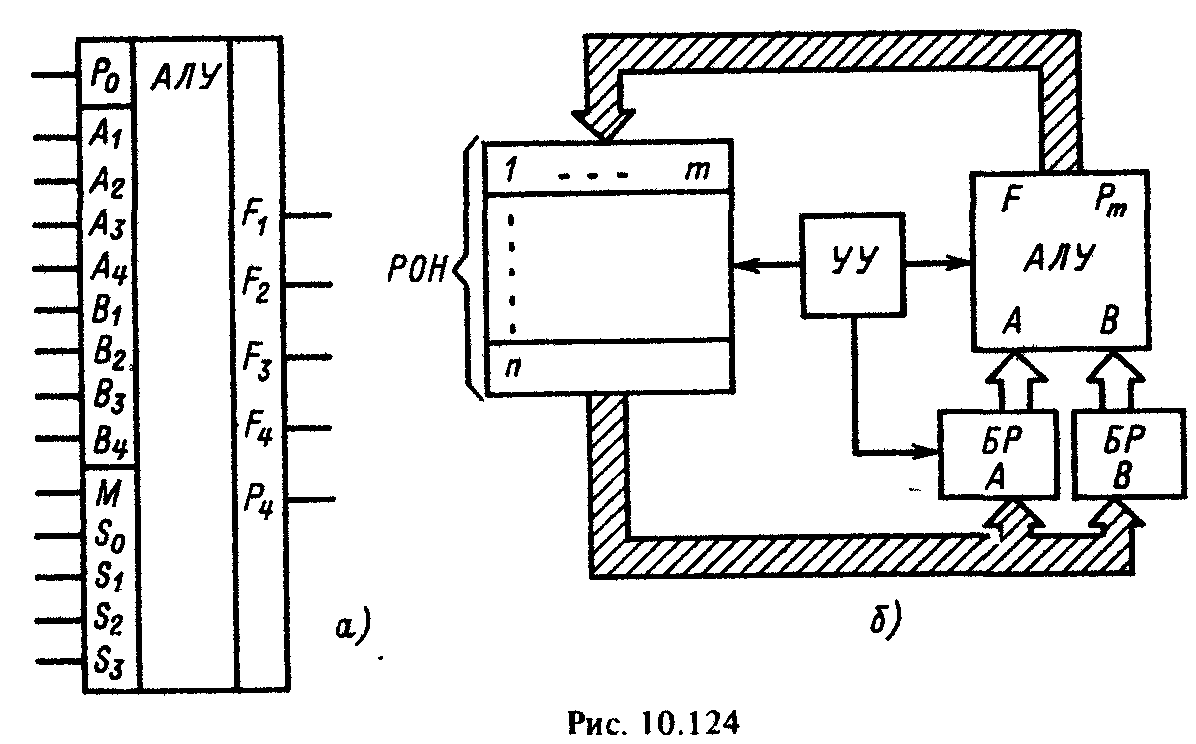 P0 АЛУ
A1
A2
A3
A4
B1
B2
B3
B4
M
S0
S1
S2
S3
F1
F2
F3
F4
P4
а)
РОН
1 - - - m
n
УУ
F Pm
АЛУ
A B
БР
A
БР
B
б)
Рис. 10.124